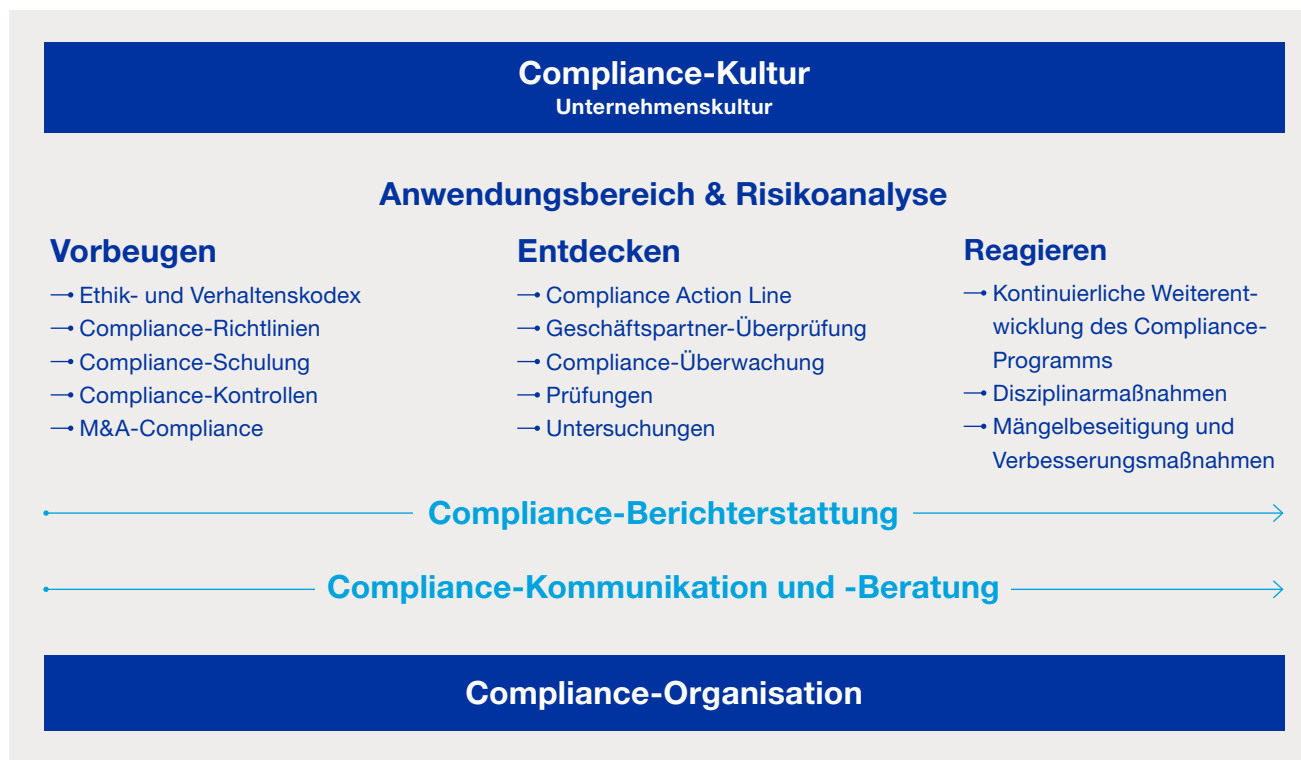 Compliance-Kultur
Unternehmenskultur
Anwendungsbereich & Risikoanalyse
Vorbeugen
Ethik- und Verhaltenskodex
Compliance-Richtlinien
Compliance-Schulung
Compliance-Kontrollen
M&A-Compliance
Entdecken
Compliance Action Line
Geschäftspartner-Überprüfung
Compliance-Überwachung
Prüfungen
Untersuchungen
Reagieren
Kontinuierliche Weiterent-
wicklung des Compliance-
Programms
Disziplinarmaßnahmen
Mängelbeseitigung und
Verbesserungsmaßnahmen
Compliance-Berichterstattung
Compliance-Kommunikation und -Beratung
Compliance-Organisation